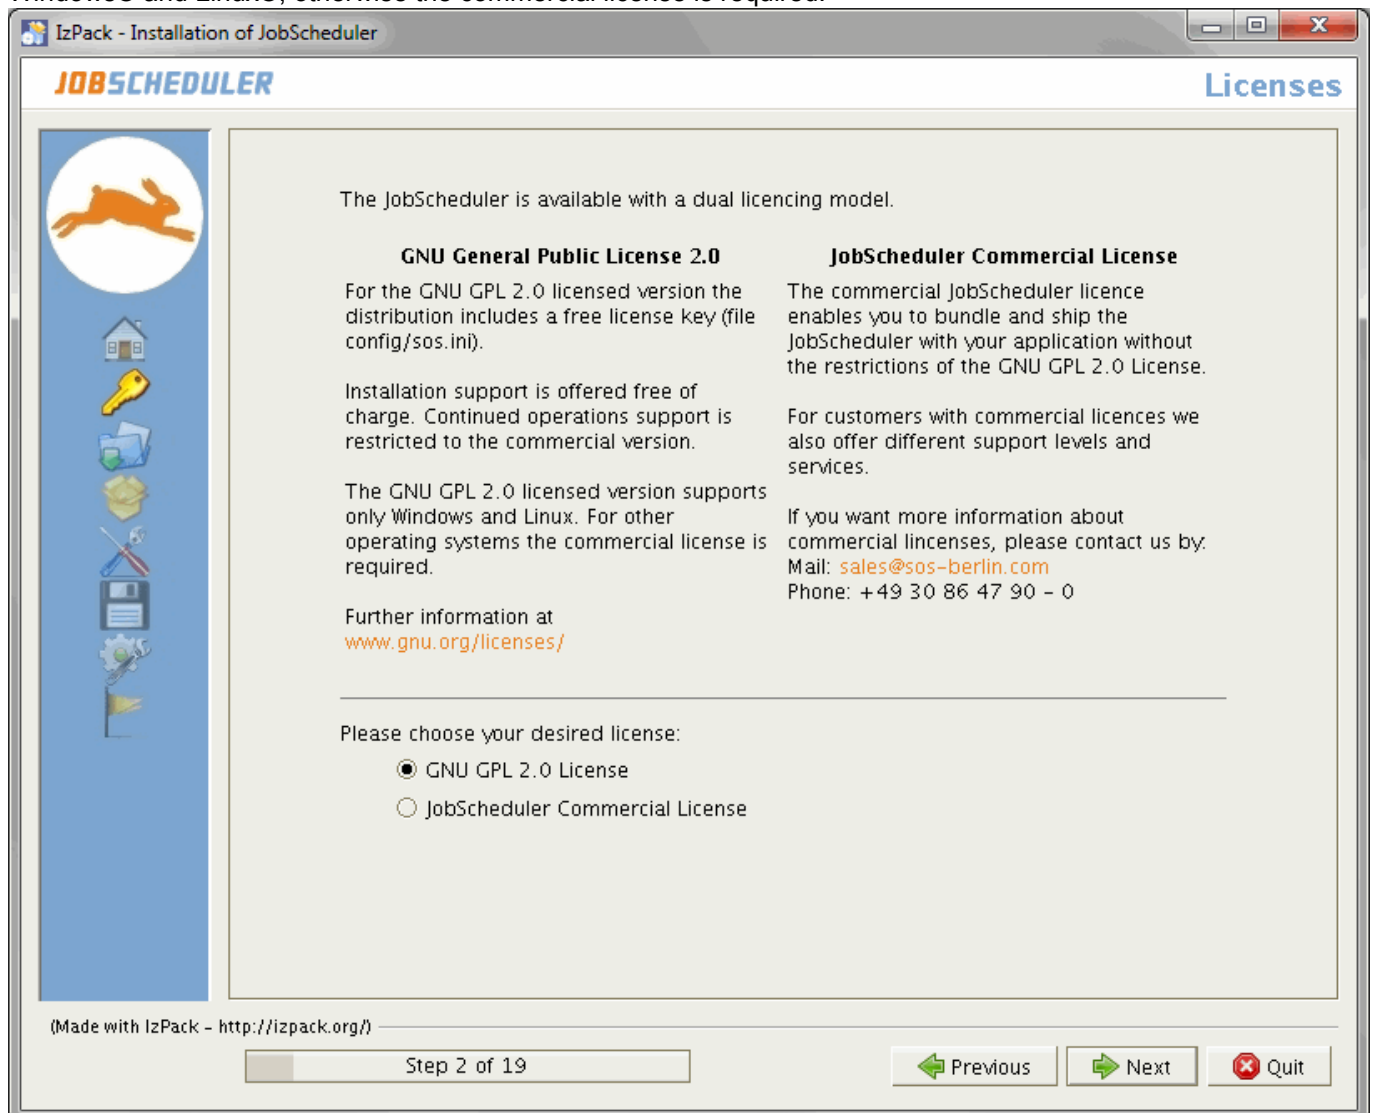 WindowsOS and LinuxOS, otherwise the commercial license is required.
IzPack - Installation of JobScheduler
JOBSCHEDULER
Licenses
The JobScheduler is available with a dual licencing model.
GNU General Public License 2.0
For the GNU GPL 2.0 licensed version the
distribution includes a free license key (file
config/sos.ini).
Installation support is offered free of
charge. Continued operations support is
restricted to the commercial version.
The GNU GPL 2.0 licensed version supports
only Windows and Linux. For other
operating systems the commercial license is
required.
Further information at
www.gnu.org/licenses/
JobScheduler Commercial License
The commercial JobScheduler licence
enables you to bundle and ship the
JobScheduler with your application without
the restrictions of the GNU GPL 2.0 License.
For customers with commercial licences we
also offer different support levels and
services.
If you want more information about
commercial lincenses, please contact us by:
Mail: sales@sos-berlin.com
Phone: +49 30 86 47 90 - 0
Please choose your desired license:
GNU GPL 2.0 License
JobScheduler Commercial License
(Made with IzPack - http://izpack.org/)
Step 2 of 19
Previous
Next
Quit